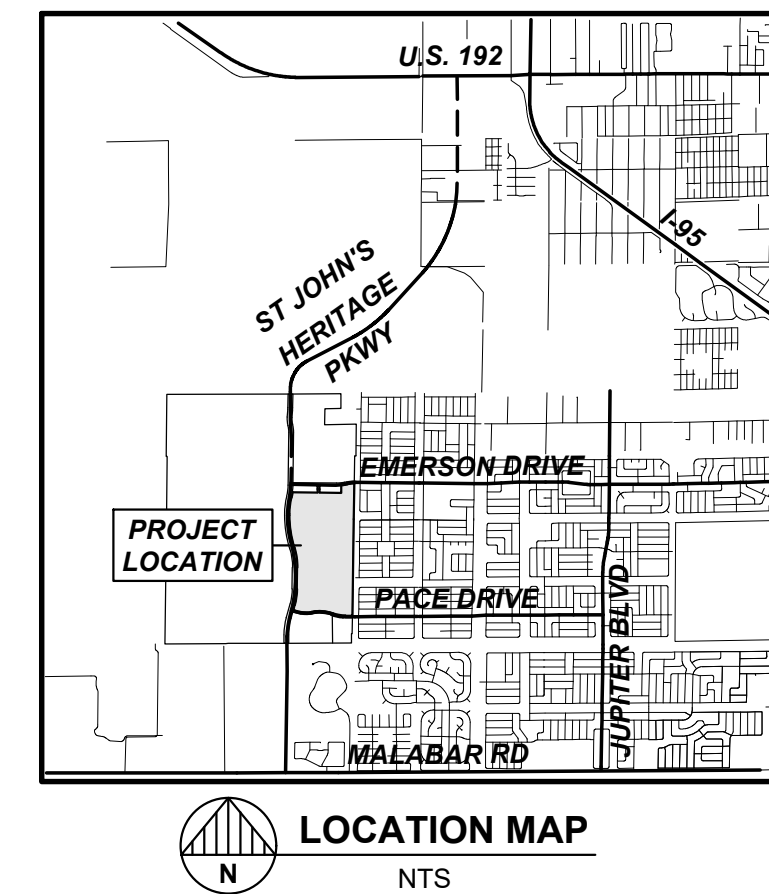 U.S. 192
I-95
ST JOHN'S
HERITAGE
PKWY
EMERSON DRIVE
PROJECT
LOCATION
PACE DRIVE
JUPITER BLVD
MALABAR RD
LOCATION MAP
N
NTS